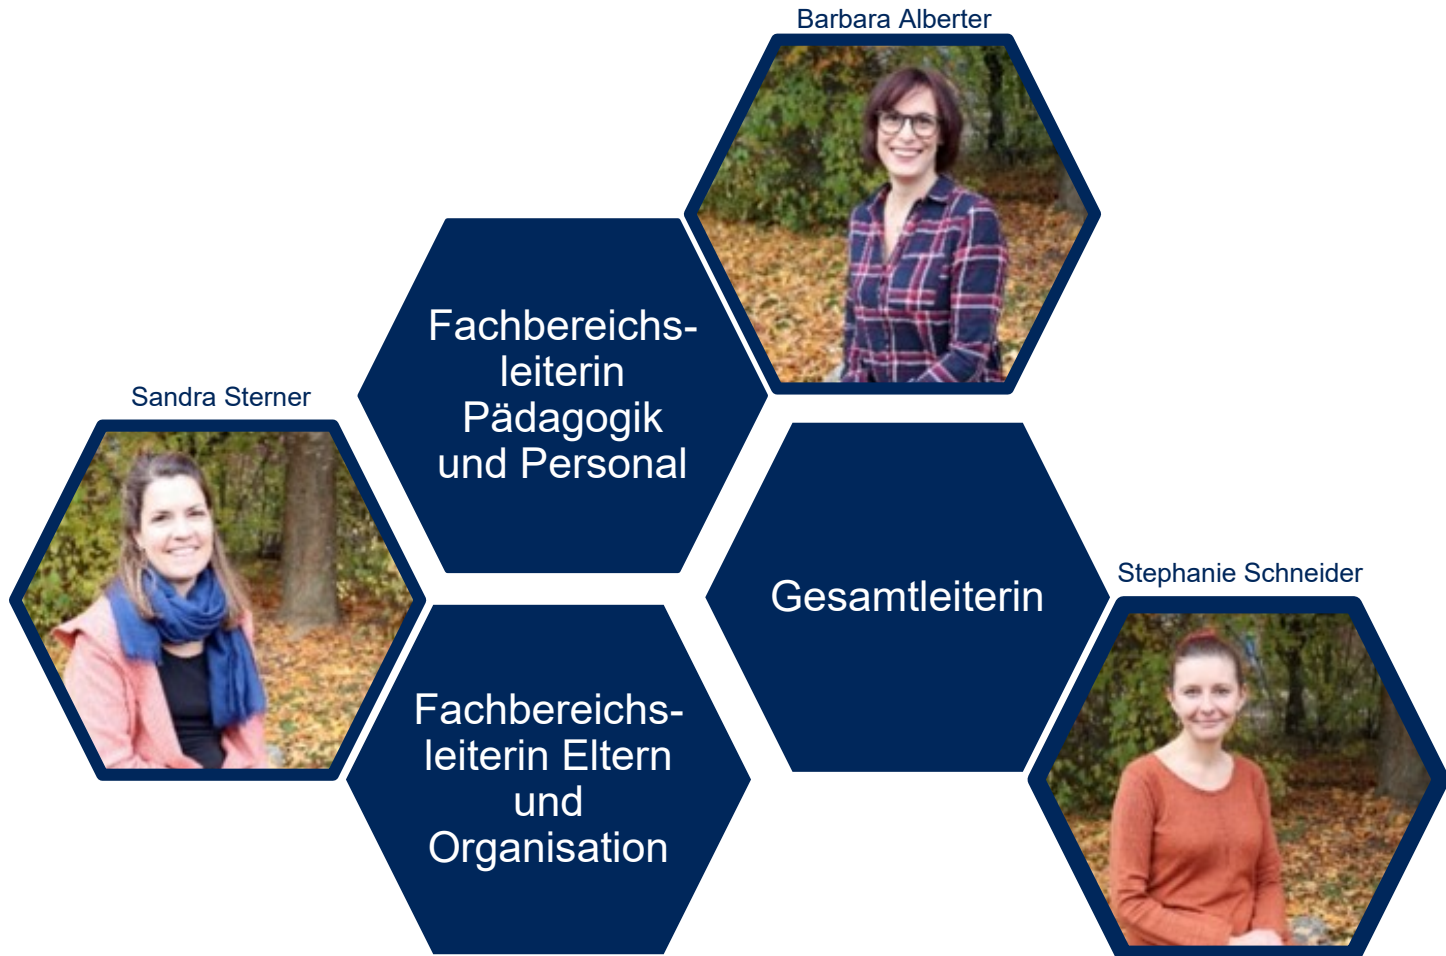 Barbara Alberter
Fachbereichs-
leiterin
Pädagogik
und Personal
Sandra Sterner
Gesamtleiterin
Stephanie Schneider
Fachbereichs-
leiterin Eltern
und
Organisation